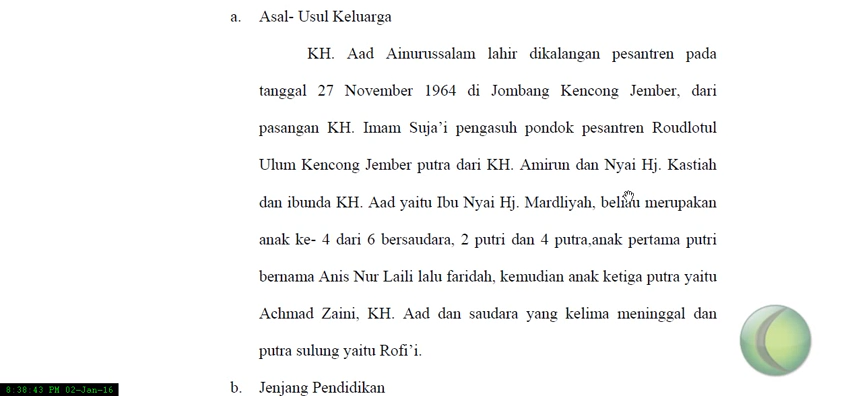 a. Asal- Usul Keluarga
KH. Aad Ainurussalam lahir dikalangan pesantren pada
tanggal 27 November 1964 di Jombang Kencong Jember, dari
pasangan KH. Imam Suja’i pengasuh pondok pesantren Roudlotul
Ulum Kencong Jember putra dari KH. Amirun dan Nyai Hj. Kastiah
dan ibunda KH. Aad yaitu Ibu Nyai Hj. Mardliyah, beliau merupakan
anak ke- 4 dari 6 bersaudara, 2 putri dan 4 putra,anak pertama putri
bernama Anis Nur Laili lalu faridah, kemudian anak ketiga putra yaitu
Achmad Zaini, KH. Aad dan saudara yang kelima meninggal dan
putra sulung yaitu Rofi’i.
b. Jenjang Pendidikan
8:38:43 PM 02-Jan-16